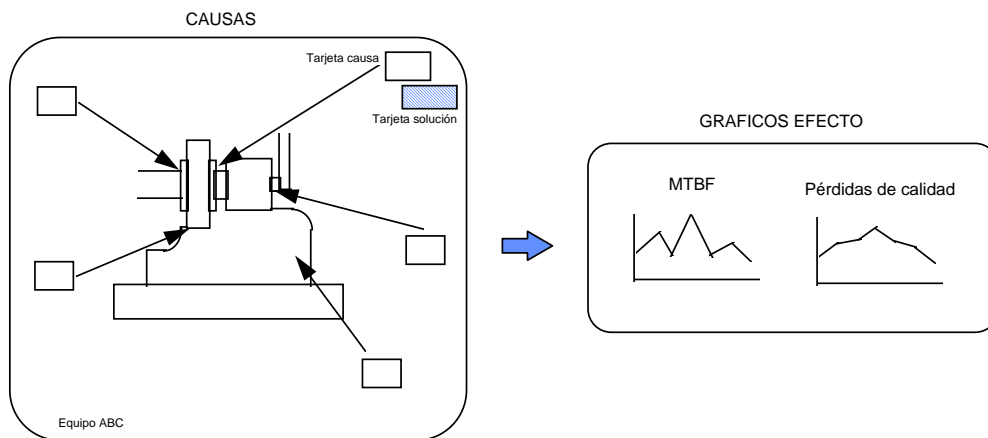 CAUSAS
Tarjeta causa
Tarjeta solución
Equipo ABC
GRAFICOS EFECTO
MTBF
Pérdidas de calidad